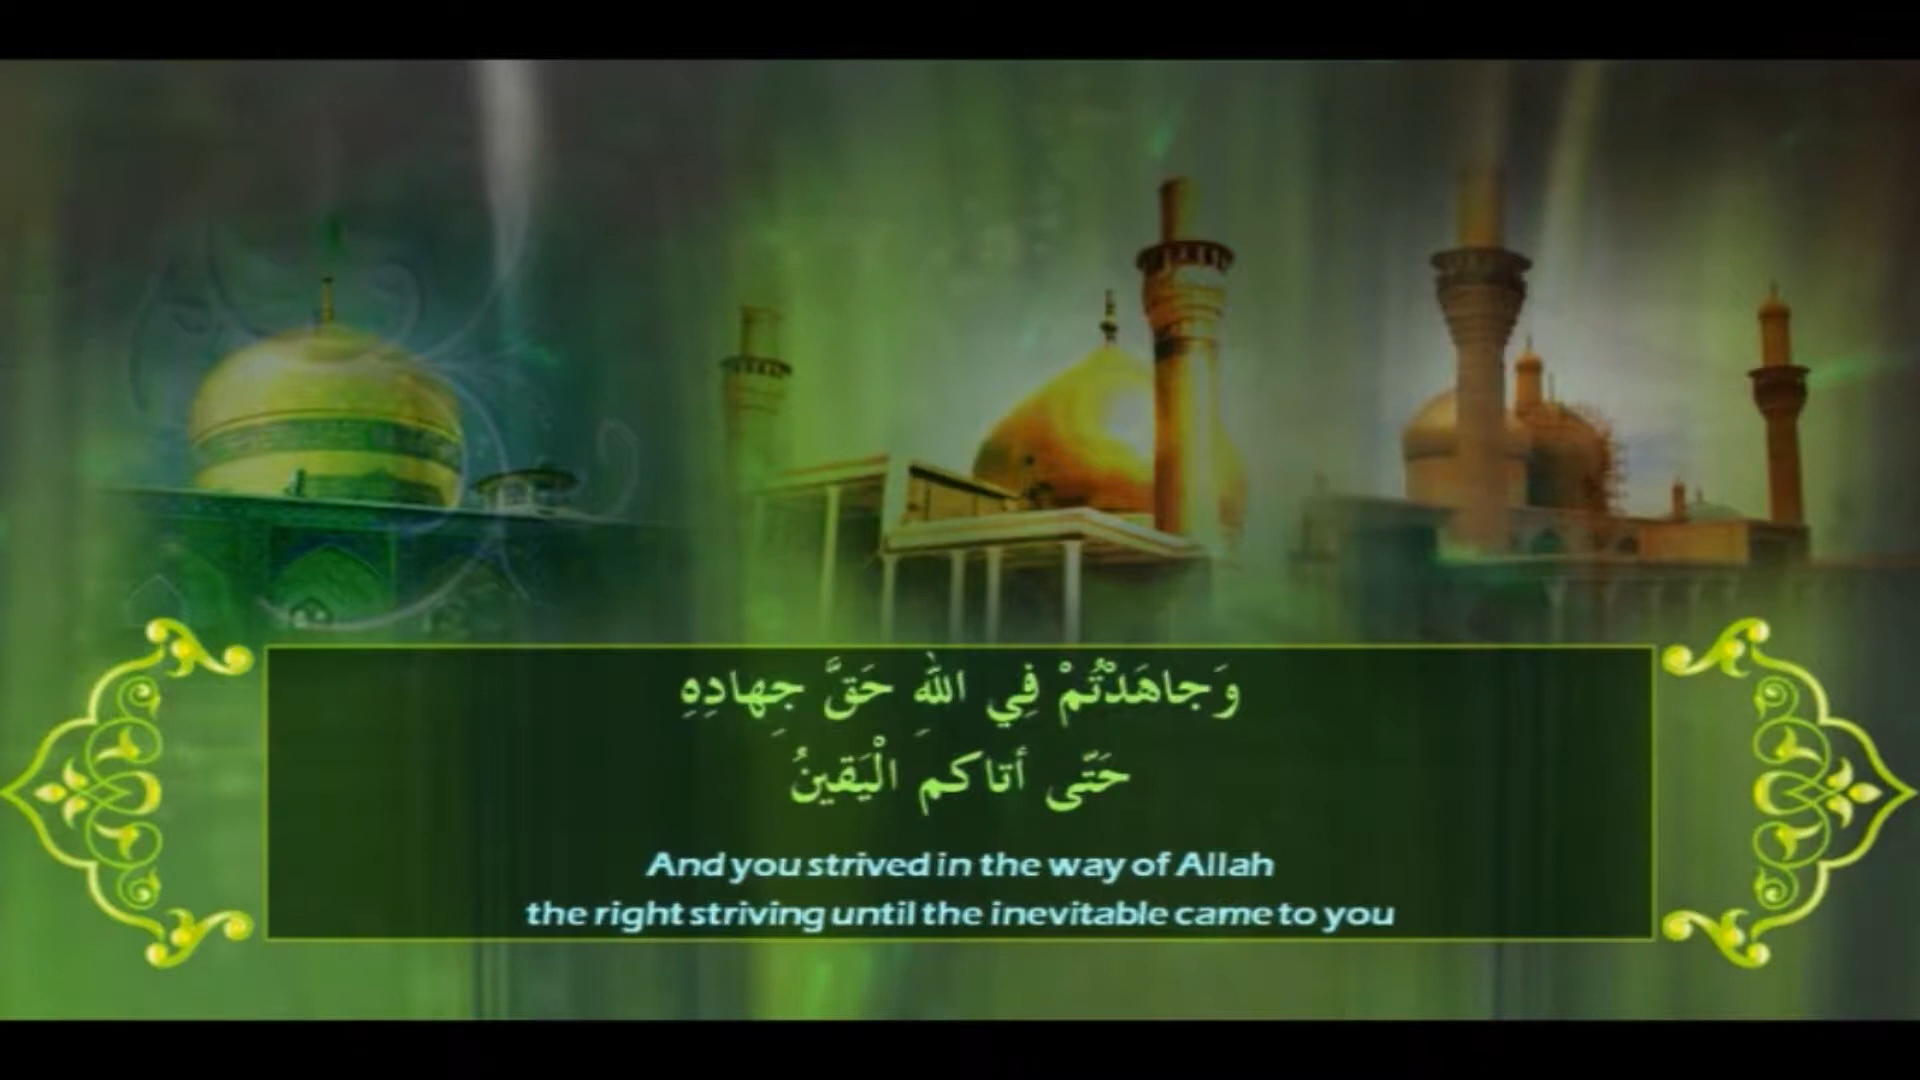 وَجاهَدْتُمْ فِي اللهِ حَقَّ جِهادِهِ
حَتّى أتاكم الْيَقينُ
And you strived in the way of Allah
the right striving until the inevitable came to you